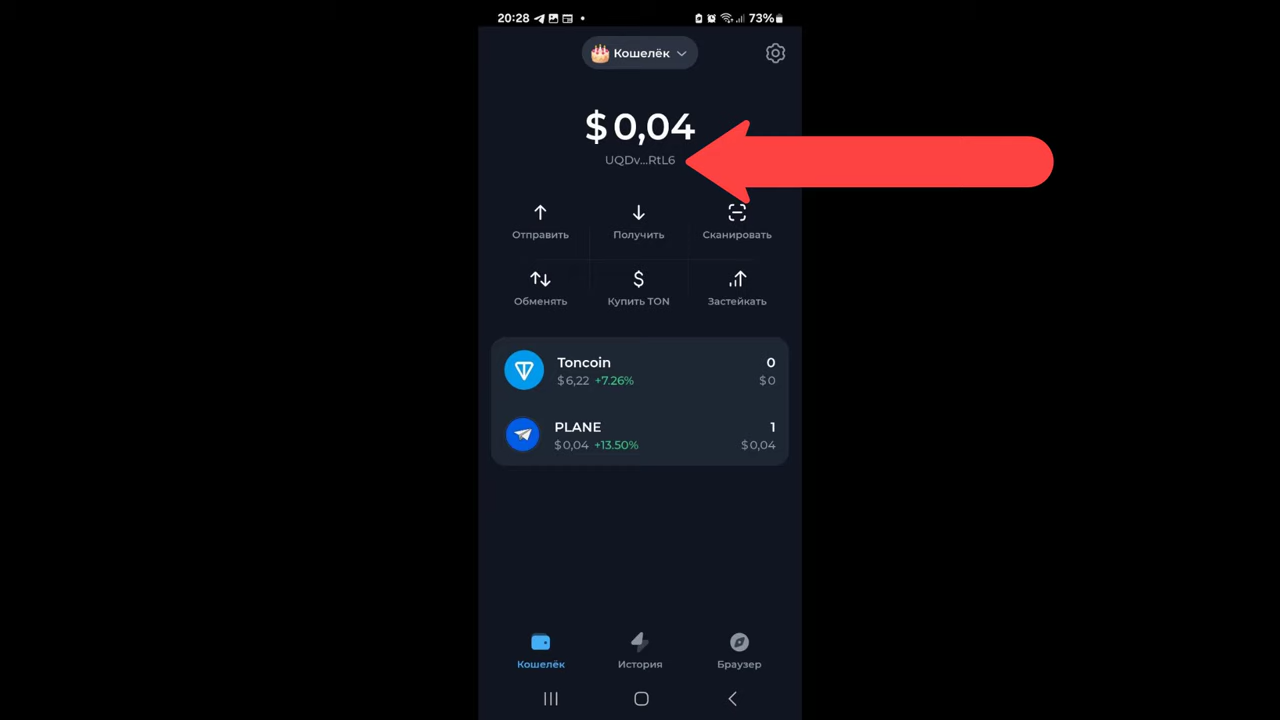 20:28
73%
Кошелёк
$ 0,04
UQDv...RtL6
Отправить
Получить
Сканировать
Обменять
Купить TON
Застейкать
Toncoin
0
$ 6,22 +7.26%
$ 0
PLANE
1
$ 0,04 +13.50%
$ 0,04
Кошелёк
История
Браузер